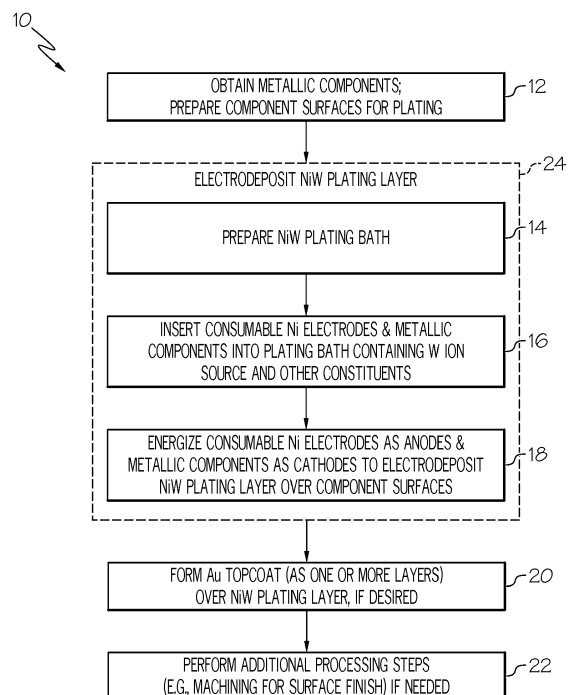 10
OBTAIN METALLIC COMPONENTS;
PREPARE COMPONENT SURFACES FOR PLATING
12
24
ELECTRODEPOSIT NiW PLATING LAYER
PREPARE NiW PLATING BATH
14
INSERT CONSUMABLE Ni ELECTRODES & METALLIC
COMPONENTS INTO PLATING BATH CONTAINING W ION
SOURCE AND OTHER CONSTITUENTS
16
ENERGIZE CONSUMABLE Ni ELECTRODES AS ANODES &
METALLIC COMPONENTS AS CATHODES TO ELECTRODEPOSIT
NiW PLATING LAYER OVER COMPONENT SURFACES
18
FORM Au TOPCOAT (AS ONE OR MORE LAYERS)
OVER NiW PLATING LAYER, IF DESIRED
20
PERFORM ADDITIONAL PROCESSING STEPS
(E.G., MACHINING FOR SURFACE FINISH) IF NEEDED
22